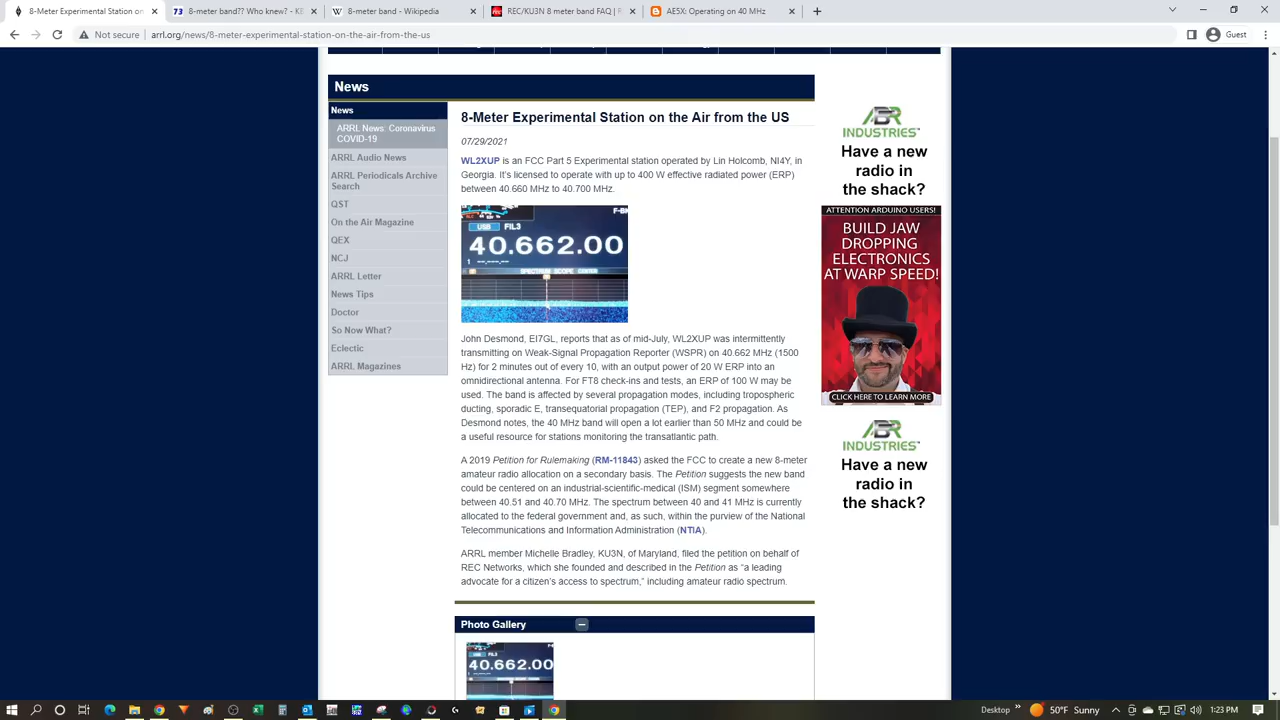 8-Meter Experimental Station on
8-meter band?? Who knew? - KB
8-meter band - Wikipedia
REC/KU3N 8 meter band FAQ | R
AE5X: Operating on 40 MHz
Not secure | arrl.org/news/8-meter-experimental-station-on-the-air-from-the-us
Guest
News
News
ARRL News: Coronavirus
COVID-19
ARRL Audio News
ARRL Periodicals Archive
Search
QST
On the Air Magazine
QEX
NCJ
ARRL Letter
News Tips
Doctor
So Now What?
Eclectic
ARRL Magazines
8-Meter Experimental Station on the Air from the US
07/29/2021
WL2XUP is an FCC Part 5 Experimental station operated by Lin Holcomb, NI4Y, in
Georgia. It's licensed to operate with up to 400 W effective radiated power (ERP)
between 40.660 MHz to 40.700 MHz.
USB FIL3
40.662.00
SPECTRUM SCOPE CENTER
John Desmond, EI7GL, reports that as of mid-July, WL2XUP was intermittently
transmitting on Weak-Signal Propagation Reporter (WSPR) on 40.662 MHz (1500
Hz) for 2 minutes out of every 10, with an output power of 20 W ERP into an
omnidirectional antenna. For FT8 check-ins and tests, an ERP of 100 W may be
used. The band is affected by several propagation modes, including tropospheric
ducting, sporadic E, transequatorial propagation (TEP), and F2 propagation. As
Desmond notes, the 40 MHz band will open a lot earlier than 50 MHz and could be
a useful resource for stations monitoring the transatlantic path.
A 2019 Petition for Rulemaking (RM-11843) asked the FCC to create a new 8-meter
amateur radio allocation on a secondary basis. The Petition suggests the new band
could be centered on an industrial-scientific-medical (ISM) segment somewhere
between 40.51 and 40.70 MHz. The spectrum between 40 and 41 MHz is currently
allocated to the federal government and, as such, within the purview of the National
Telecommunications and Information Administration (NTIA).
ARRL member Michelle Bradley, KU3N, of Maryland, filed the petition on behalf of
REC Networks, which she founded and described in the Petition as “a leading
advocate for a citizen's access to spectrum,” including amateur radio spectrum.
Photo Gallery
40.662.00
ABR
INDUSTRIES™
Have a new
radio in
the shack?
ATTENTION ARDUINO USERS!
BUILD JAW
DROPPING
ELECTRONICS
AT WARP SPEED!
CLICK HERE TO LEARN MORE
ABR
INDUSTRIES™
Have a new
radio in
the shack?
Desktop
50°F Sunny